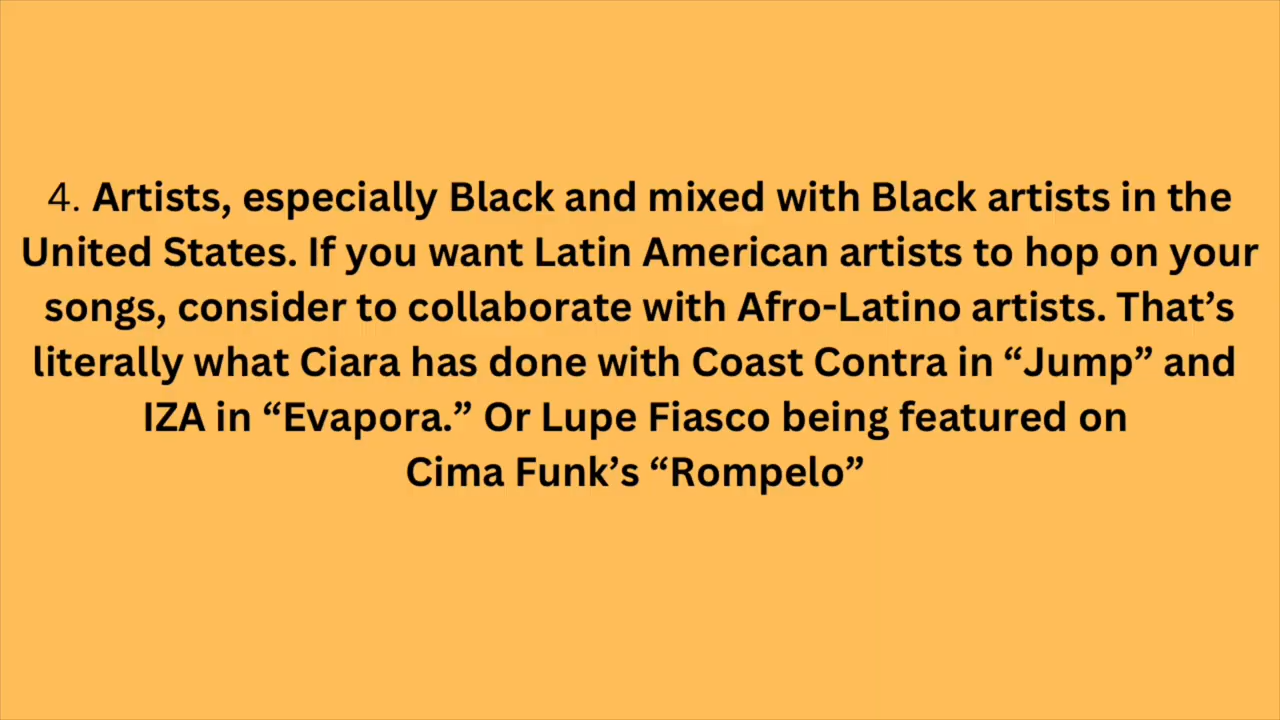 4. Artists, especially Black and mixed with Black artists in the
United States. If you want Latin American artists to hop on your
songs, consider to collaborate with Afro-Latino artists. That’s
literally what Ciara has done with Coast Contra in “Jump” and
IZA in “Evapora.” Or Lupe Fiasco being featured on
Cima Funk’s “Rompelo”